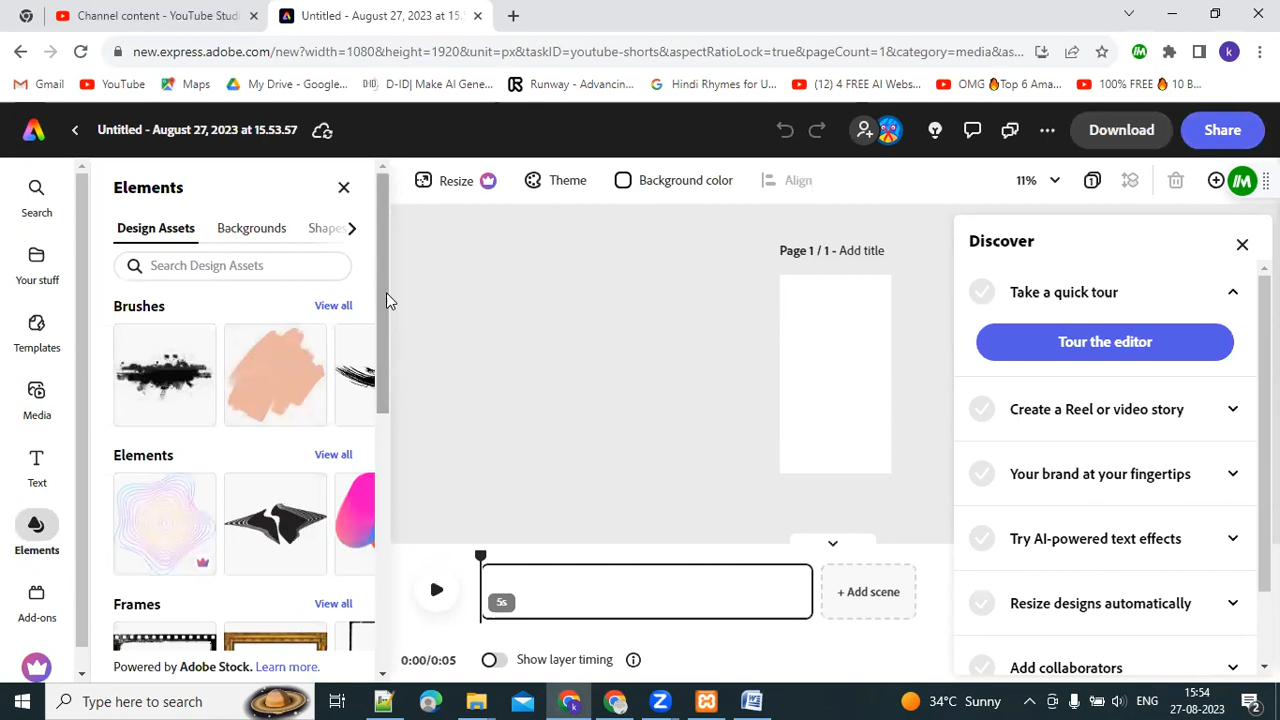 Channel content - YouTube Studi
Untitled - August 27, 2023 at 15.5
new.express.adobe.com/new?width=1080&height=1920&unit=px&taskID=youtube-shorts&aspectRatioLock=true&pageCount=1&category=media&as...
k
Gmail
YouTube
Maps
My Drive - Google...
D-ID| Make AI Gene...
Runway - Advancin...
Hindi Rhymes for U...
(12) 4 FREE AI Webs...
OMG 🔥Top 6 Ama...
100% FREE 🔥 10 B...
Untitled - August 27, 2023 at 15.53.57
Download
Share
Search
Your stuff
Templates
Media
Text
Elements
Add-ons
Elements
Design Assets
Backgrounds
Shapes
Search Design Assets
Brushes
View all
Elements
View all
Frames
View all
Powered by Adobe Stock. Learn more.
Resize
Theme
Background color
Align
11%
1
Page 1 / 1 - Add title
5s
+ Add scene
0:00/0:05
Show layer timing
Discover
Take a quick tour
Tour the editor
Create a Reel or video story
Your brand at your fingertips
Try AI-powered text effects
Resize designs automatically
Add collaborators
Type here to search
34°C Sunny
ENG
15:54
27-08-2023
2